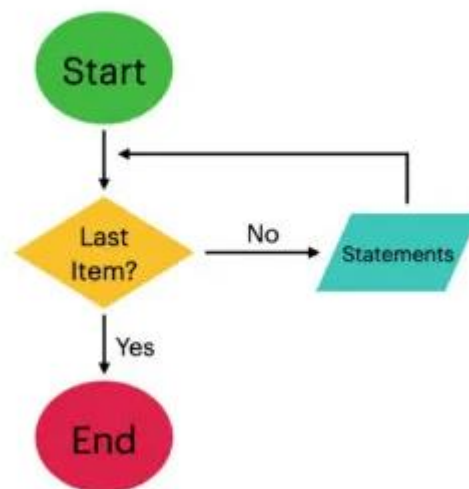 Start
Last
Item?
No
Statements
Yes
End